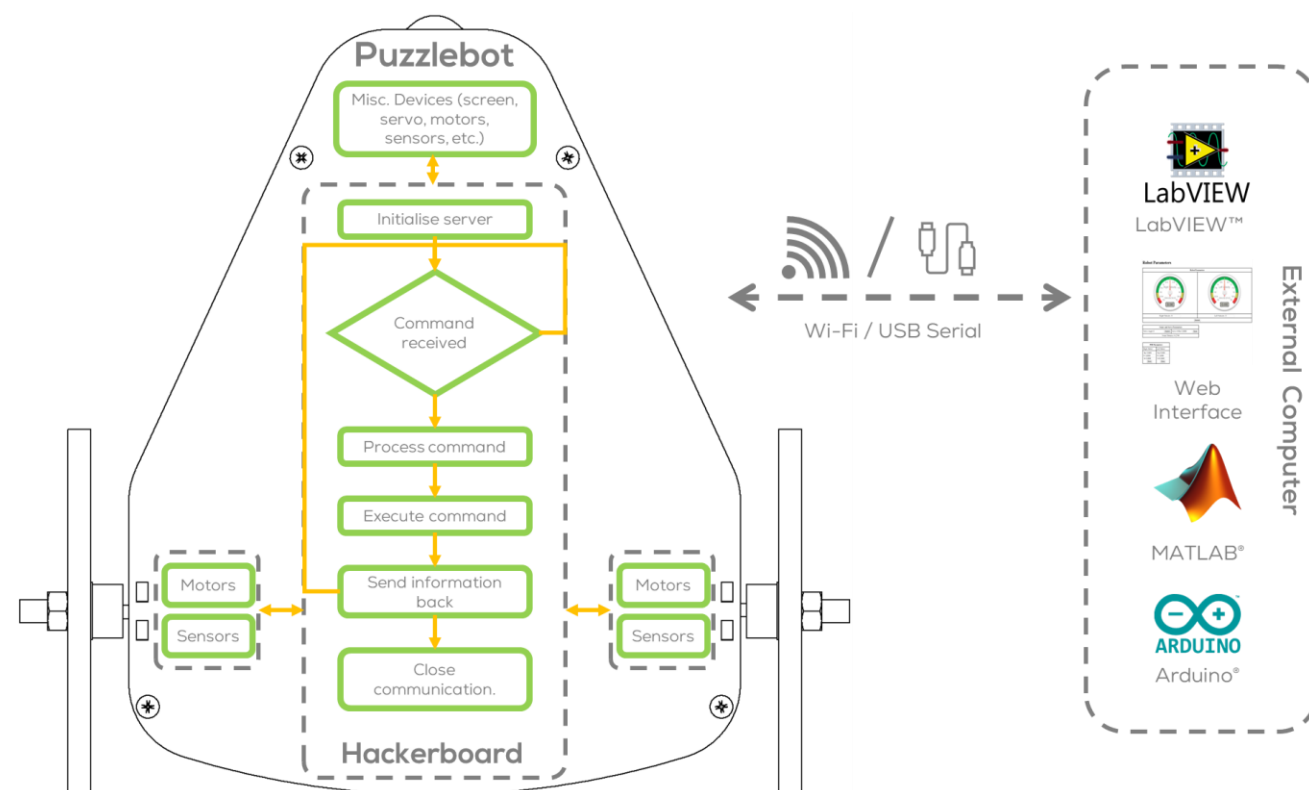 Puzzlebot
Misc. Devices (screen,
servo, motors,
sensors, etc.)
Initialise server
Command
received
Process command
Execute command
Send information
back
Close
communication.
Hackerboard
Motors
Sensors
Motors
Sensors
Wi-Fi / USB Serial
LabVIEW
LabVIEW™
Web
Interface
MATLAB®
ARDUINO
Arduino®
External Computer